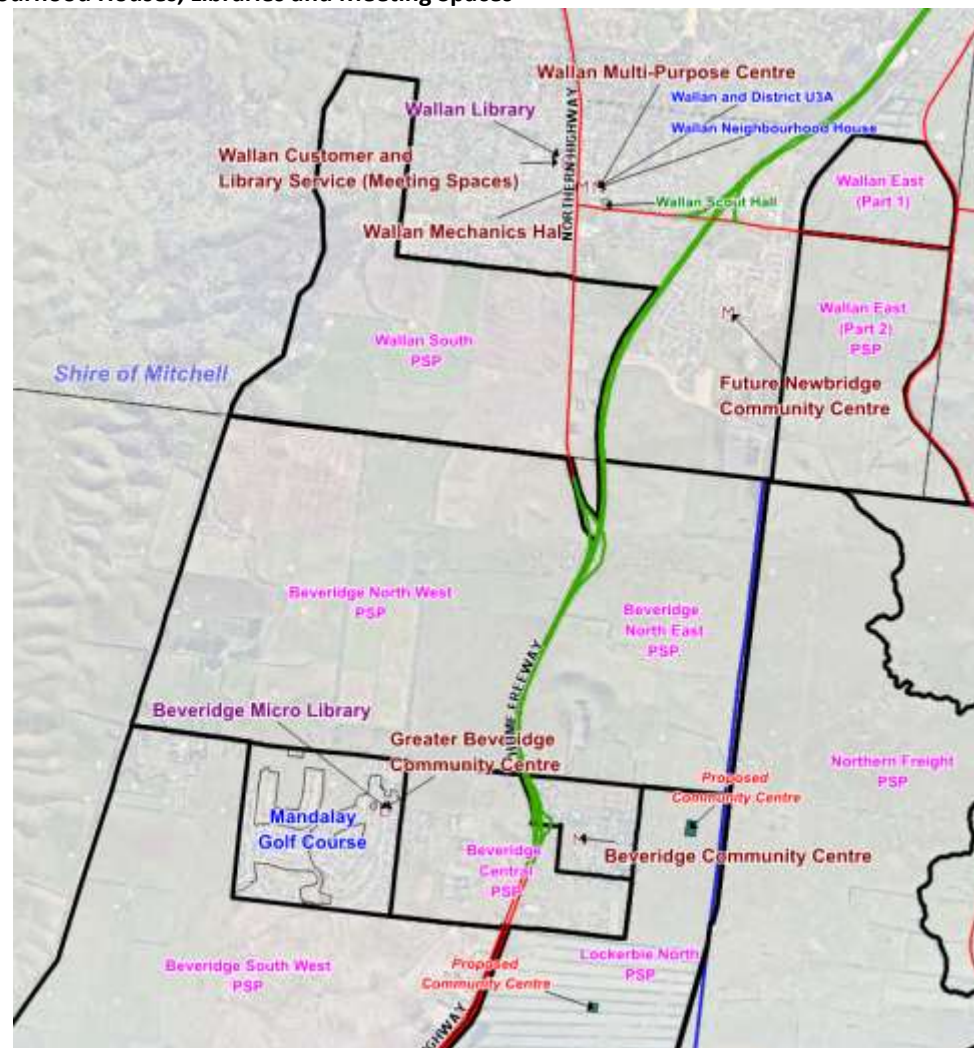 Houses, Libraries and Meeting Spaces
Wallan Multi-Purpose Centre
Wallan and District U3A
Wallan Library
Wallan Neighbourhood House
NORTHERN HIGHWAY
Wallan Customer and
Library Service (Meeting Spaces)
Wallan East
(Part 1)
Wallan Scout Hall
Wallan Mechanics Hal
M
Wallan East
(Part 2)
PSP
Wallan South
PSP
Shire of Mitchell
Future Newbridge
Community Centre
Beveridge North West
PSP
Beveridge
North East
PSP
HUME FREEWAY
Beveridge Micro Library
Greater Beveridge
Community Centre
Northern Freight
PSP
Proposed
Community Centre
Mandalay
Golf Course
M
Beveridge Community Centre
Beveridge
Central
PSP
Lockerbie North
PSP
Beveridge South West
PSP
Proposed
Community Centre